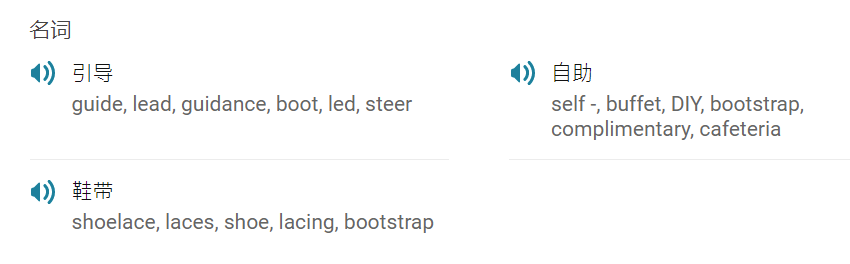 名词
引导
guide, lead, guidance, boot, led, steer
自助
self -, buffet, DIY, bootstrap,
complimentary, cafeteria
鞋带
shoelace, laces, shoe, lacing, bootstrap